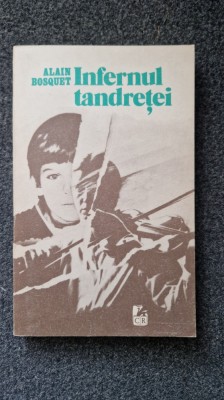 ALAIN
BOSQUET
Infernul
tandreței
CR